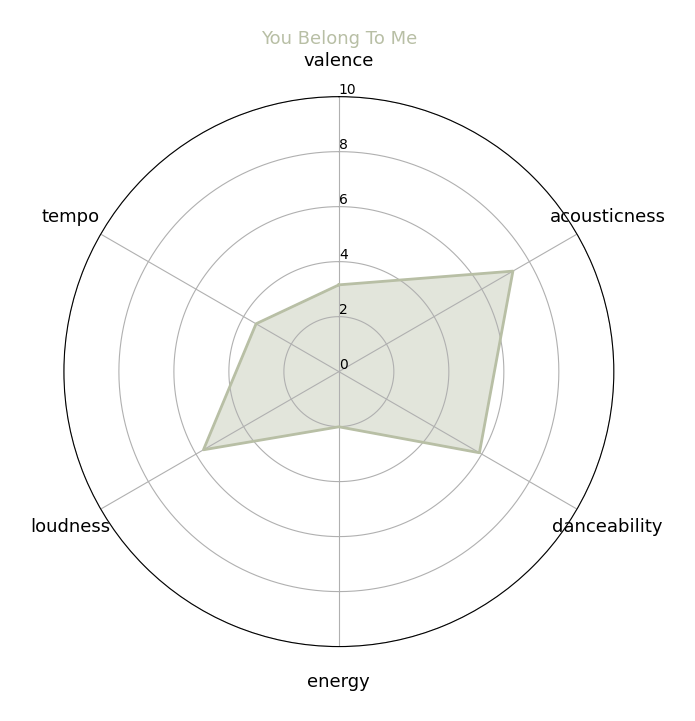 You Belong To Me
valence
10
8
6
4
2
0
tempo
acousticness
loudness
danceability
energy